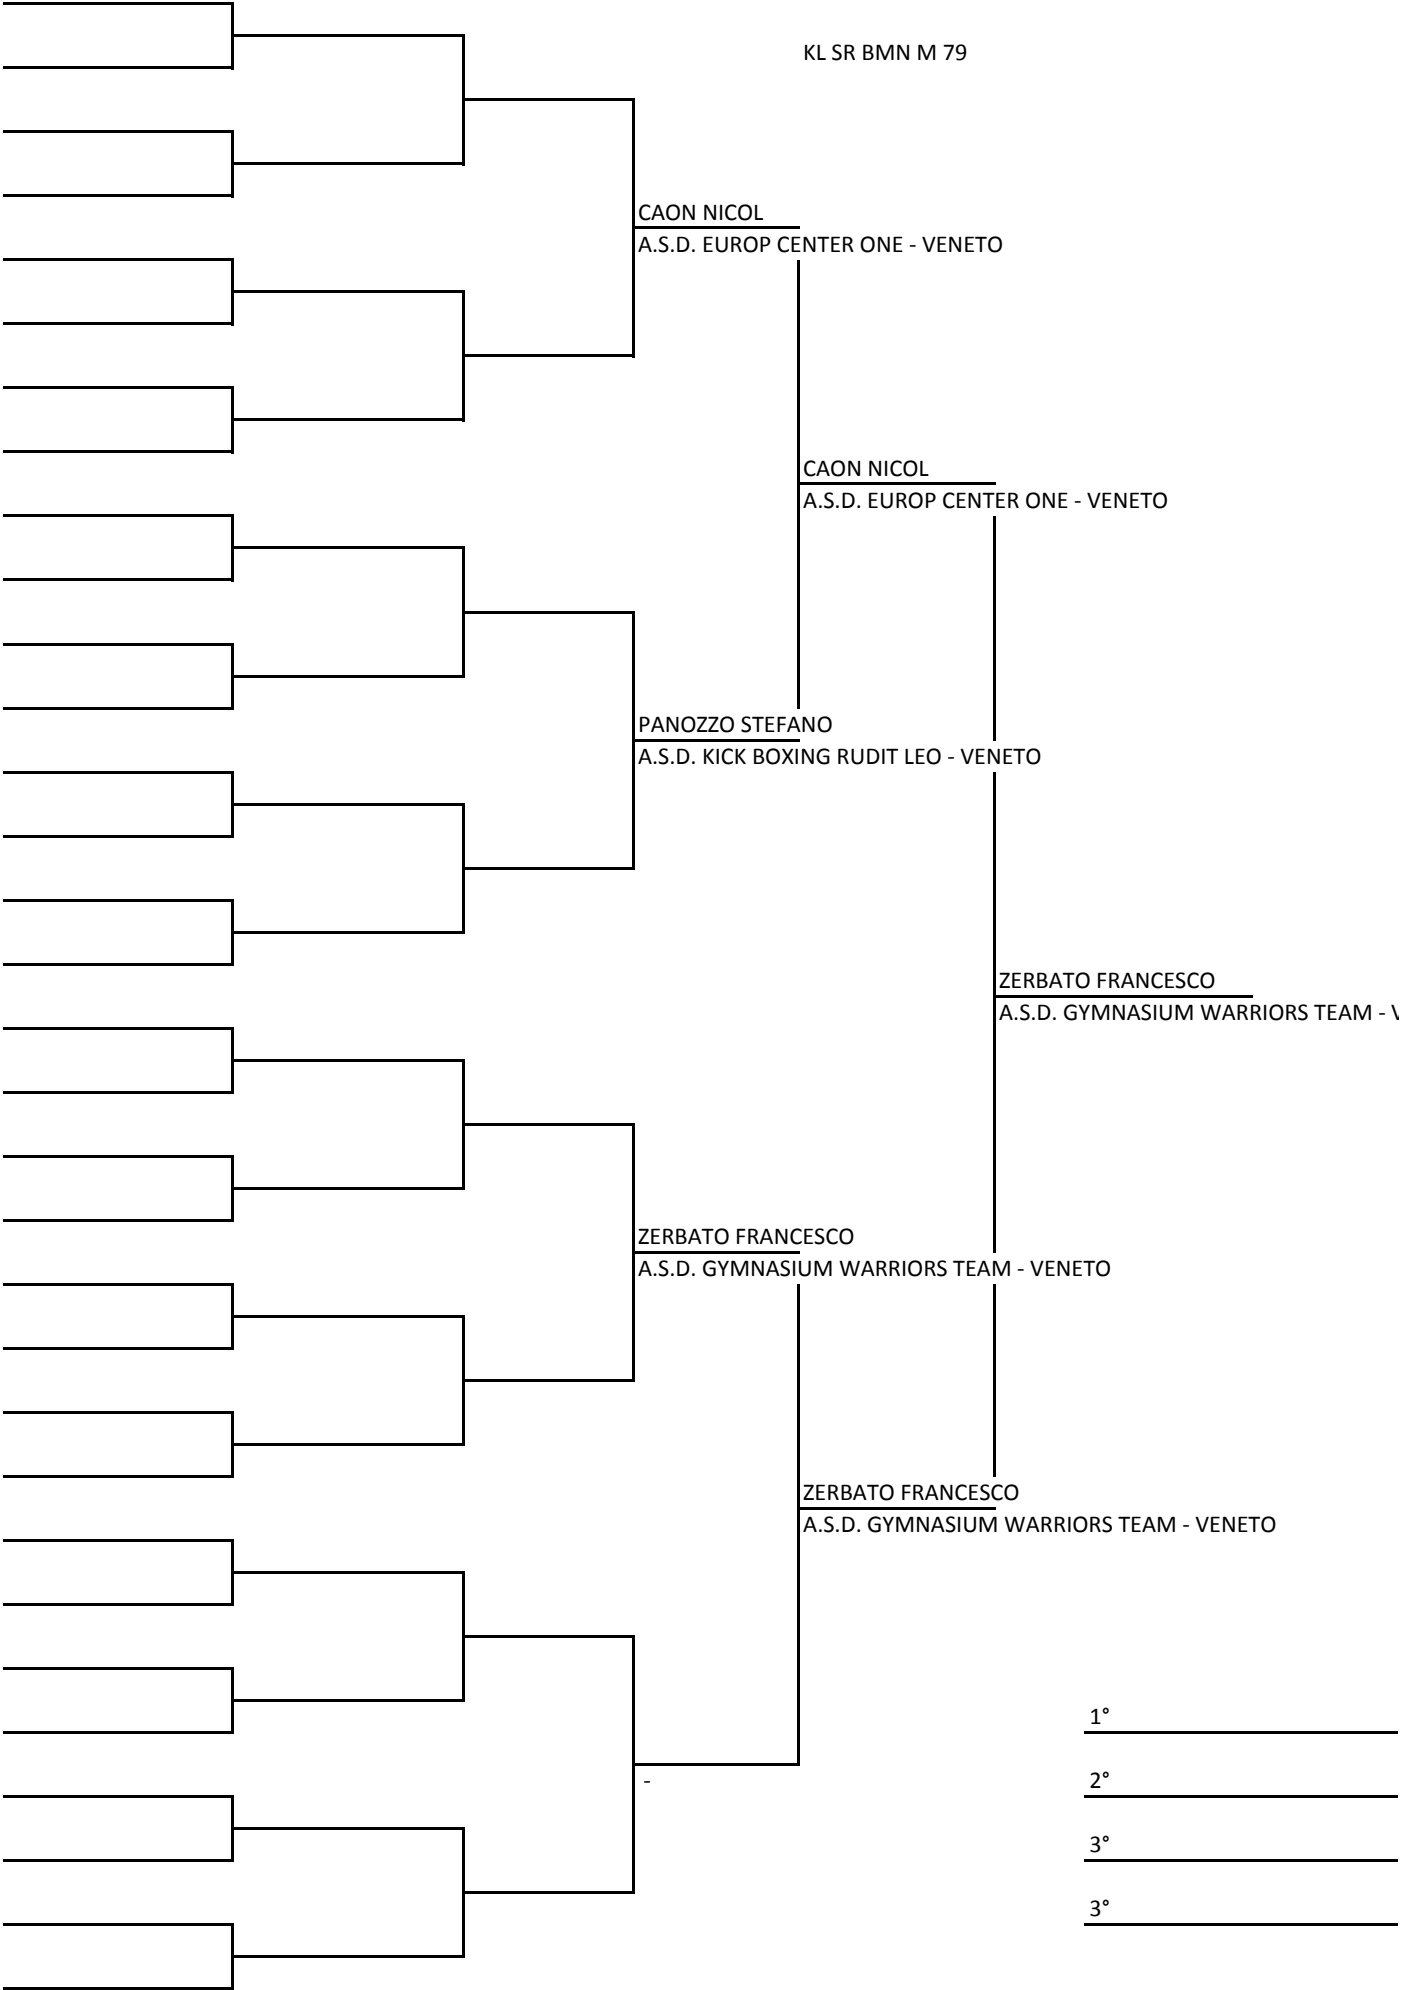 KL SR BMN M 79
CAON NICOL
A.S.D. EUROP CENTER ONE - VENETO
CAON NICOL
A.S.D. EUROP CENTER ONE - VENETO
PANOZZO STEFANO
A.S.D. KICK BOXING RUDIT LEO - VENETO
ZERBATO FRANCESCO
A.S.D. GYMNASIUM WARRIORS TEAM - V
ZERBATO FRANCESCO
A.S.D. GYMNASIUM WARRIORS TEAM - VENETO
ZERBATO FRANCESCO
A.S.D. GYMNASIUM WARRIORS TEAM - VENETO
1°
-
2°
3°
3°